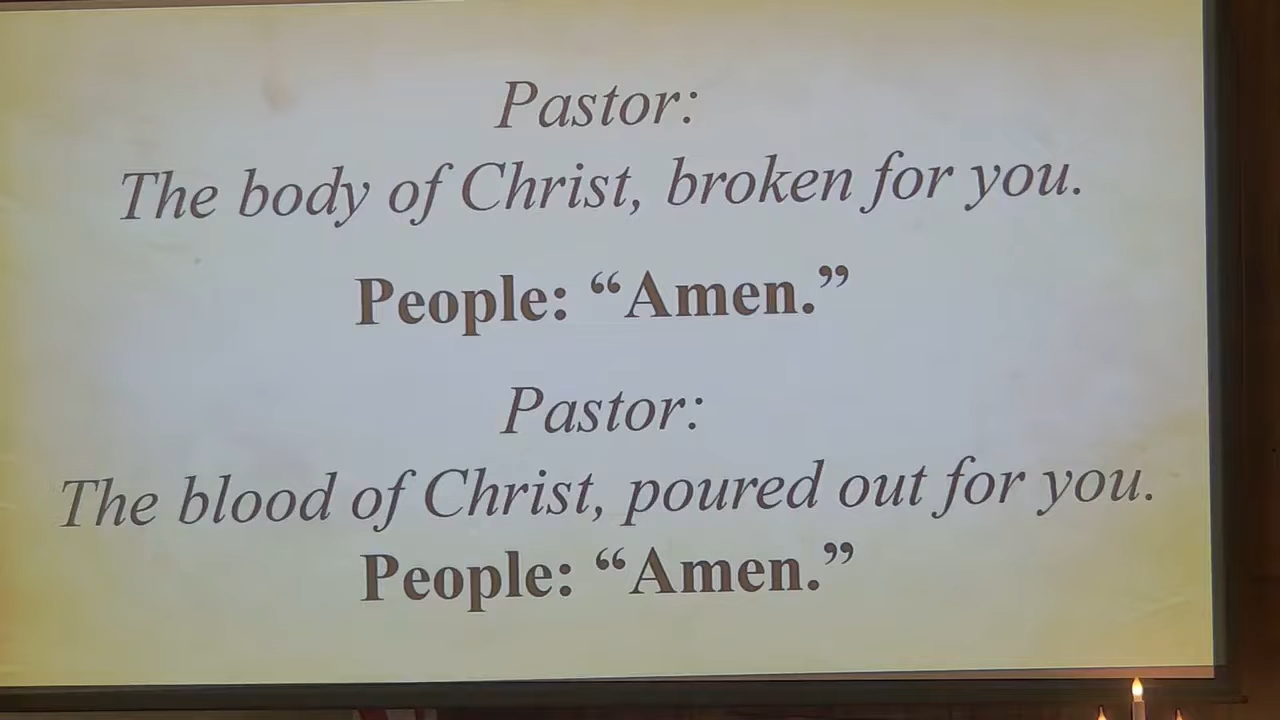 Pastor:
The body of Christ, broken for you.
People: “Amen.”
Pastor:
The blood of Christ, poured out for you.
People: “Amen.”